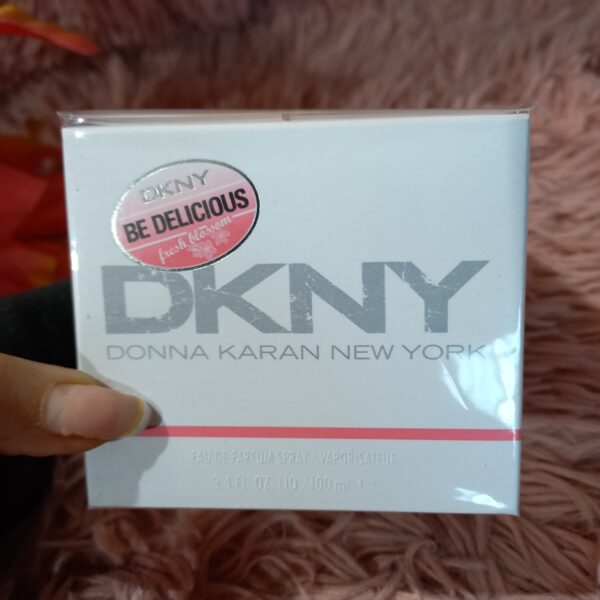 DKNY
BE DELICIOUS
fresh blossom
DKNY
DONNA KARAN NEW YORK
EAU DE PARFUM SPRAY / VAPORISATEUR
3.4 FL. OZ. LIQ. / 100 ml ℮